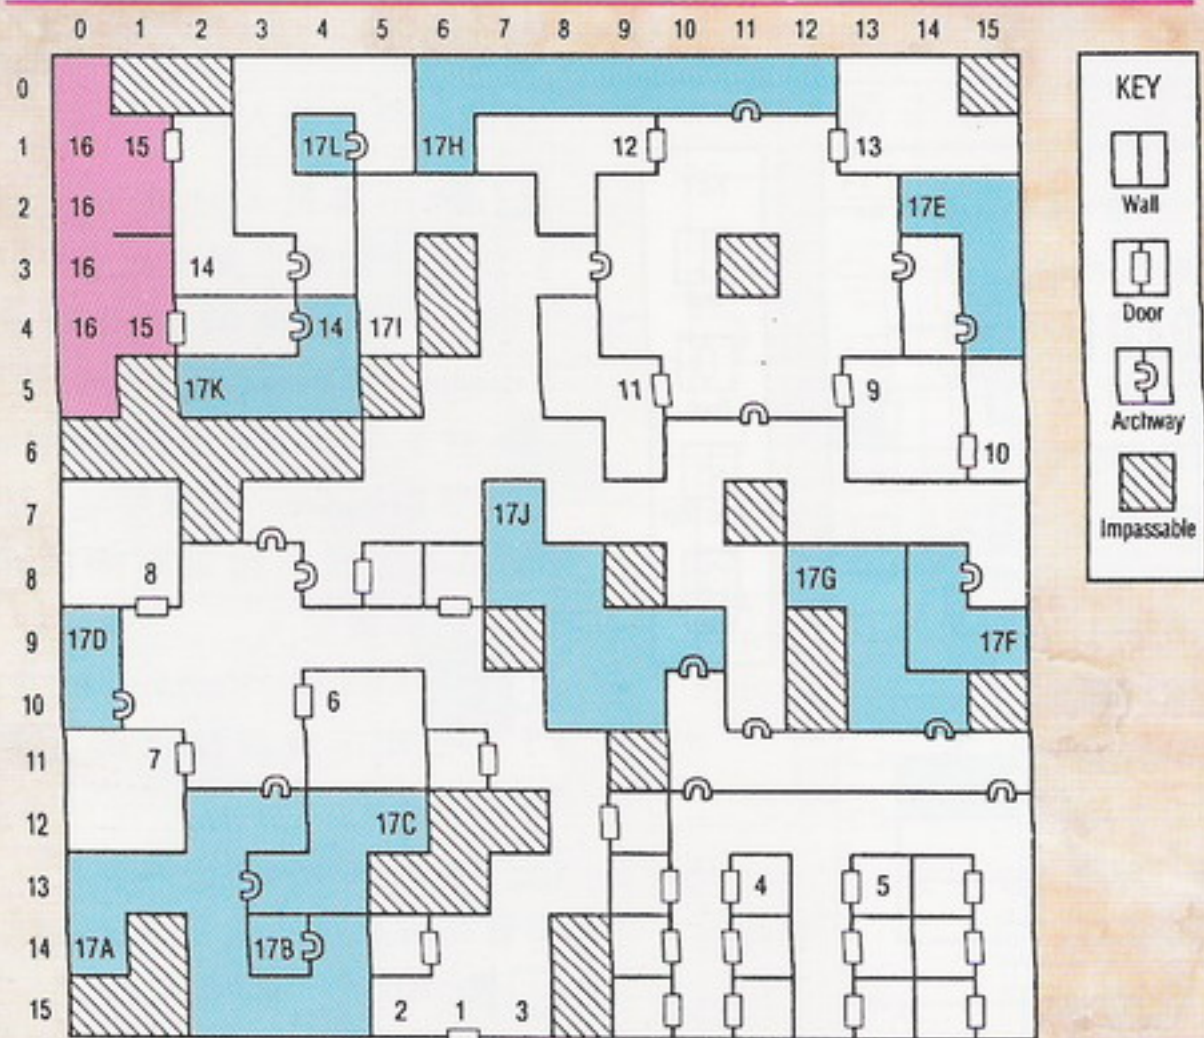 0 1 2 3 4 5 6 7 8 9 10 11 12 13 14 15
0
KEY
1 16 15 17L 17H 12 13
Wall
2 16 17E
3 16 14
Door
4 16 15 14 17I
5 17K 11 9
Archway
6 10
7 17J
Impassable
8 8 17G
9 17D 17F
10 6
11 7
12 17C
13 4 5
14 17A 17B
15 2 1 3